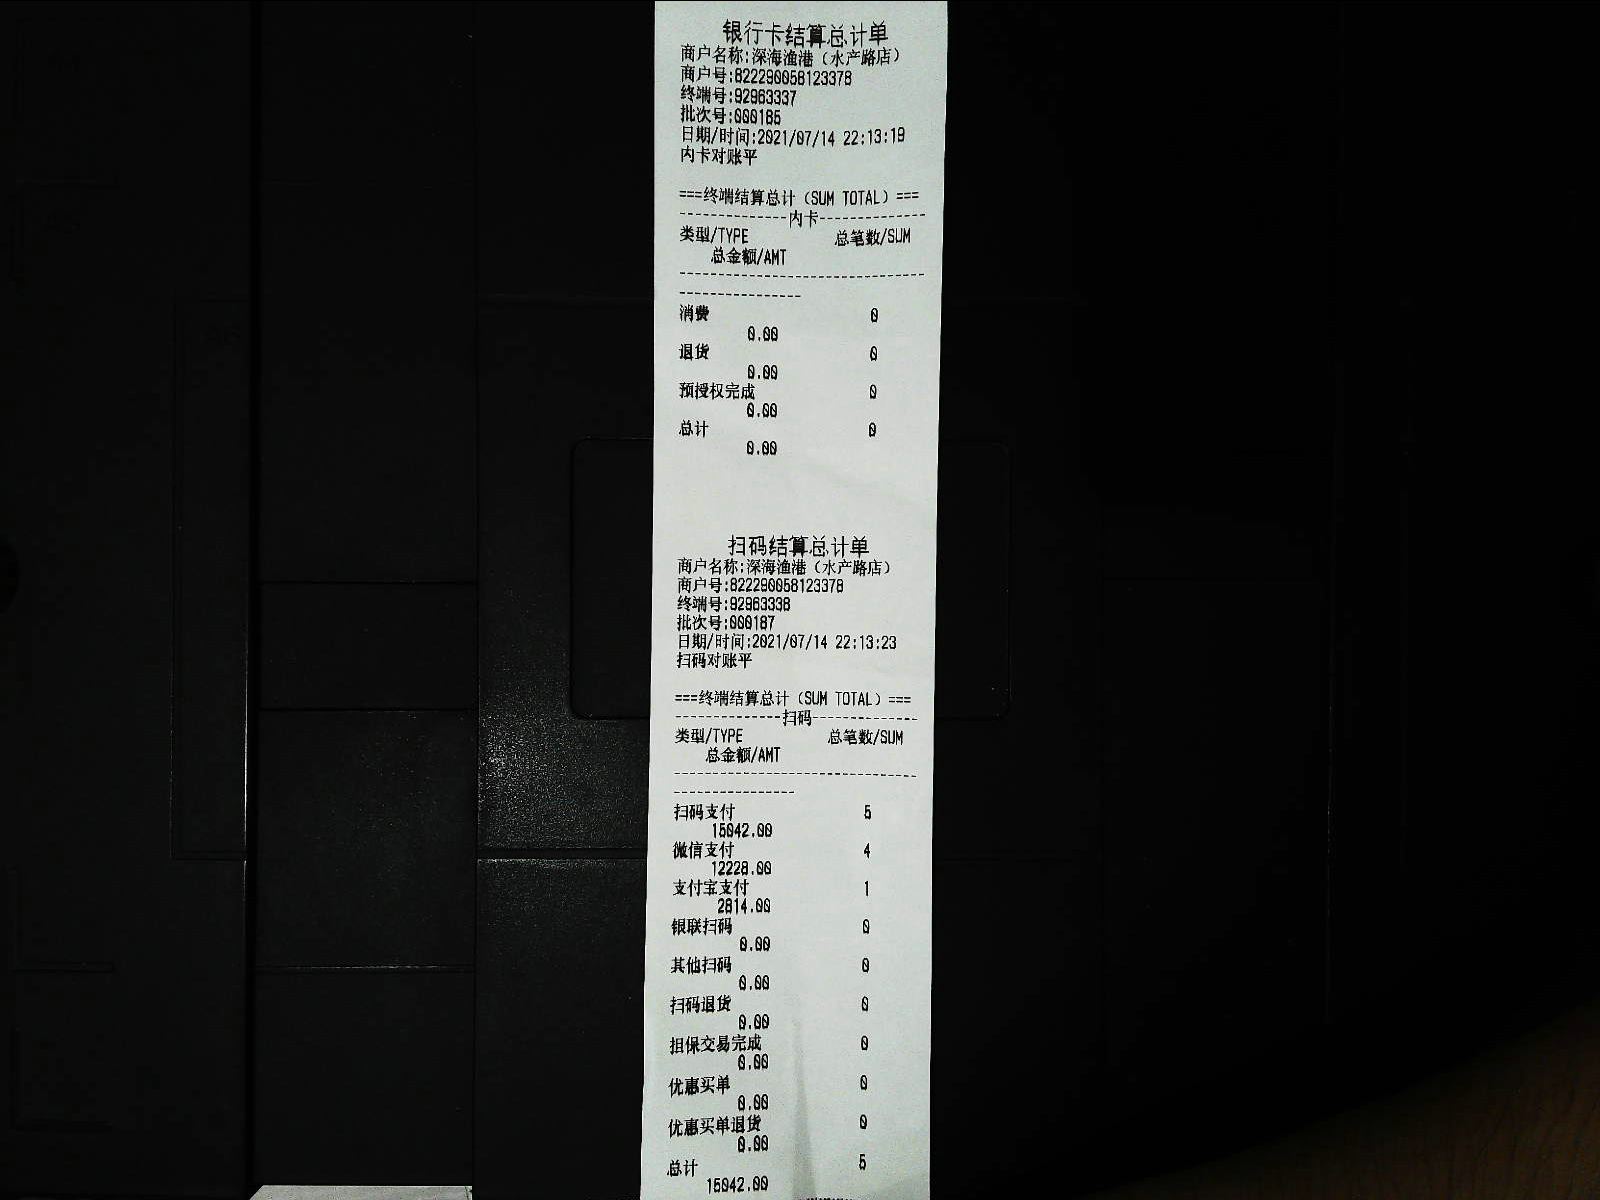 银行卡结算总计单
商户名称:深海渔港（水产路店）
商户号:822290058123378
终端号:92963337
批次号:000185
日期/时间:2021/07/14 22:13:19
内卡对账平
===终端结算总计（SUM TOTAL）===
--------------内卡--------------
类型/TYPE 总笔数/SUM
总金额/AMT
--------------------------------
----------------
消费 0
0.00
退货 0
0.00
预授权完成 0
0.00
总计 0
0.00
扫码结算总计单
商户名称:深海渔港（水产路店）
商户号:822290058123378
终端号:92963338
批次号:000187
日期/时间:2021/07/14 22:13:23
扫码对账平
===终端结算总计（SUM TOTAL）===
--------------扫码--------------
类型/TYPE 总笔数/SUM
总金额/AMT
--------------------------------
----------------
扫码支付 5
15042.00
微信支付 4
12228.00
支付宝支付 1
2814.00
银联扫码 0
0.00
其他扫码 0
0.00
扫码退货 0
0.00
担保交易完成 0
0.00
优惠买单 0
0.00
优惠买单退货 0
0.00
总计 5
15042.00